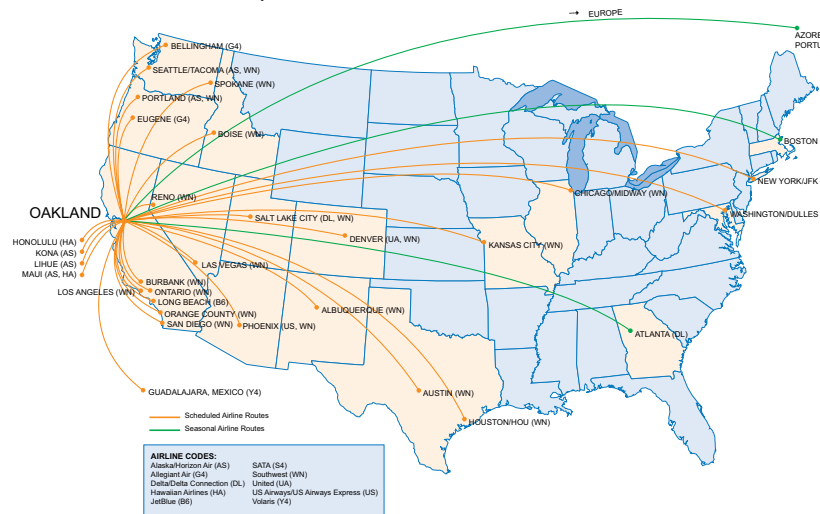 → EUROPE
AZORE
PORTU
BELLINGHAM (G4)
SEATTLE/TACOMA (AS, WN)
SPOKANE (WN)
PORTLAND (AS, WN)
EUGENE (G4)
BOISE (WN)
BOSTON
NEW YORK/JFK
CHICAGO/MIDWAY (WN)
RENO (WN)
OAKLAND
SALT LAKE CITY (DL, WN)
WASHINGTON/DULLES
DENVER (UA, WN)
KANSAS CITY (WN)
HONOLULU (HA)
KONA (AS)
LIHUE (AS)
MAUI (AS, HA)
LAS VEGAS (WN)
BURBANK (WN)
LOS ANGELES (WN)
ONTARIO (WN)
LONG BEACH (B6)
ORANGE COUNTY (WN)
SAN DIEGO (WN)
PHOENIX (US, WN)
ALBUQUERQUE (WN)
ATLANTA (DL)
GUADALAJARA, MEXICO (Y4)
AUSTIN (WN)
HOUSTON/HOU (WN)
Scheduled Airline Routes
Seasonal Airline Routes
AIRLINE CODES:
Alaska/Horizon Air (AS)
Allegiant Air (G4)
Delta/Delta Connection (DL)
Hawaiian Airlines (HA)
JetBlue (B6)
SATA (S4)
Southwest (WN)
United (UA)
US Airways/US Airways Express (US)
Volaris (Y4)